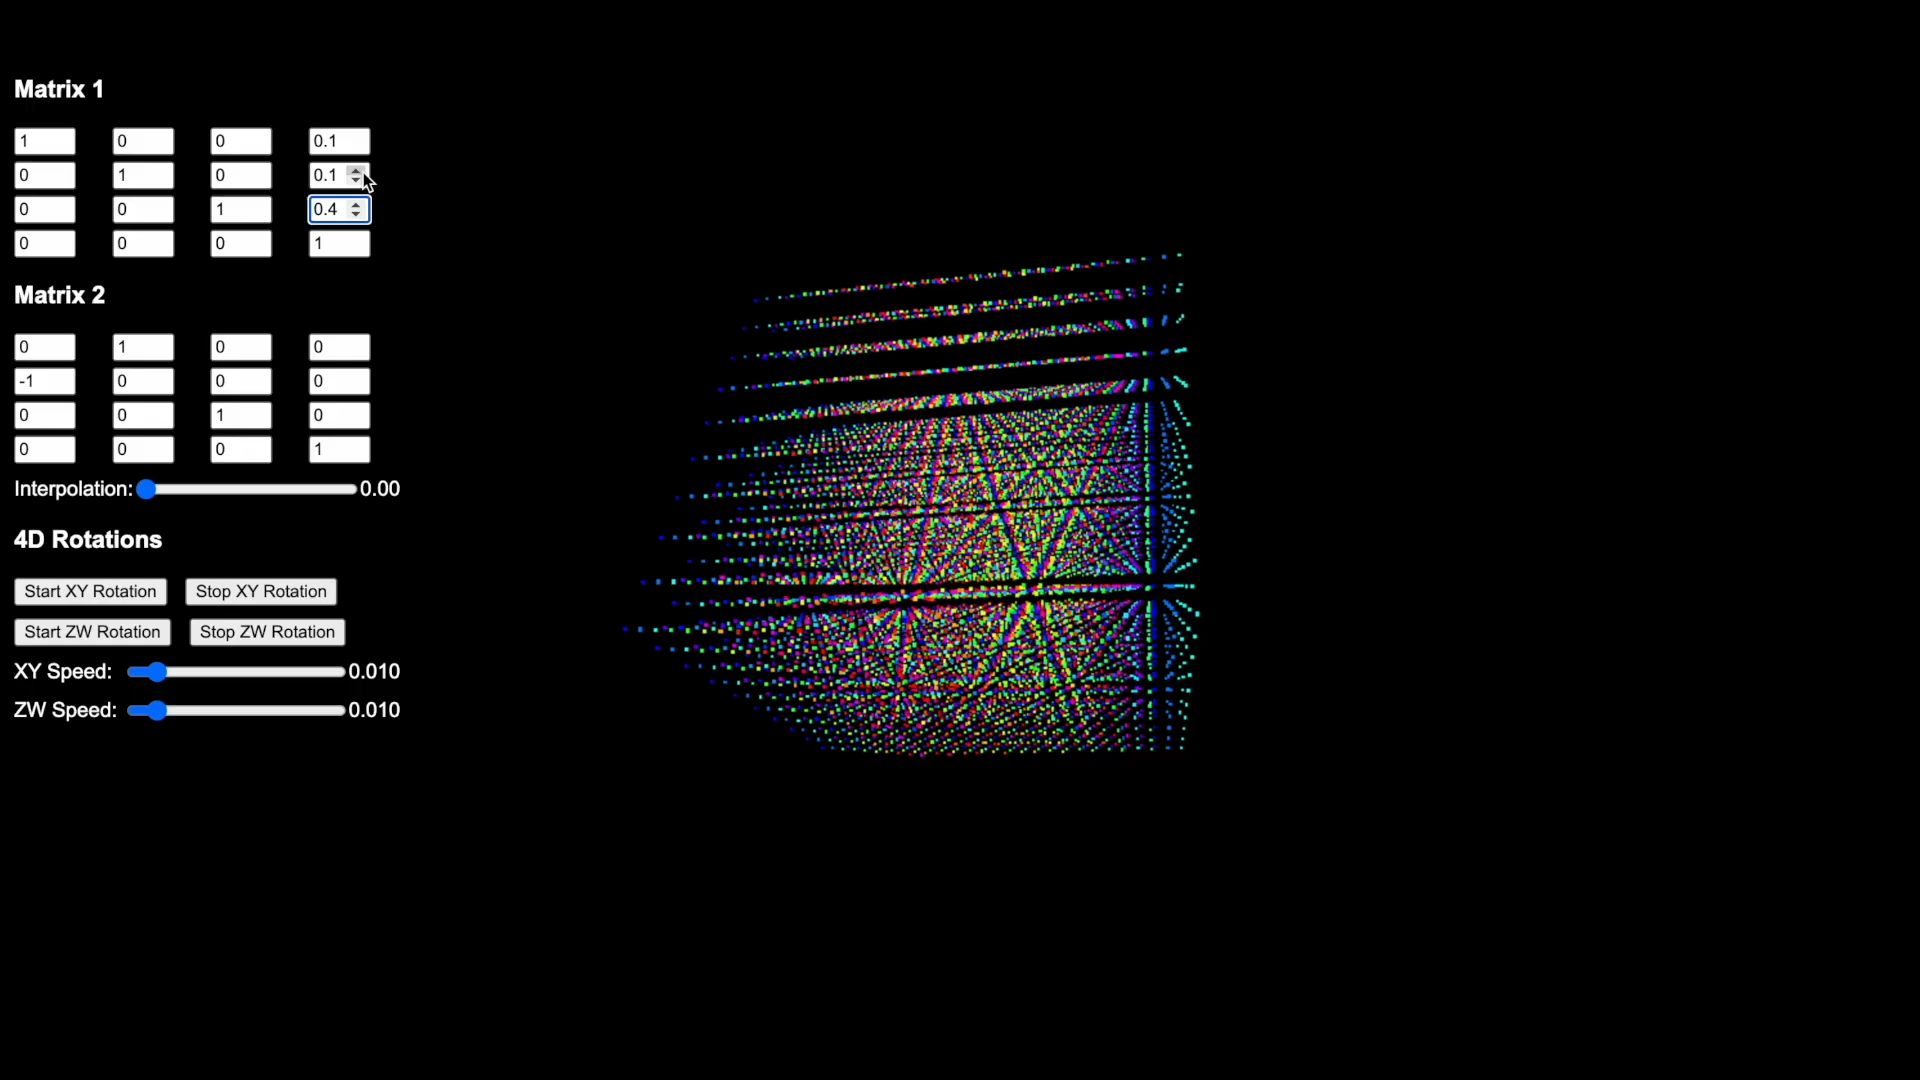 Matrix 1
1 0 0 0.1
0 1 0 0.1
0 0 1 0.4
0 0 0 1
Matrix 2
0 1 0 0
-1 0 0 0
0 0 1 0
0 0 0 1
Interpolation: 0.00
4D Rotations
Start XY Rotation Stop XY Rotation
Start ZW Rotation Stop ZW Rotation
XY Speed: 0.010
ZW Speed: 0.010